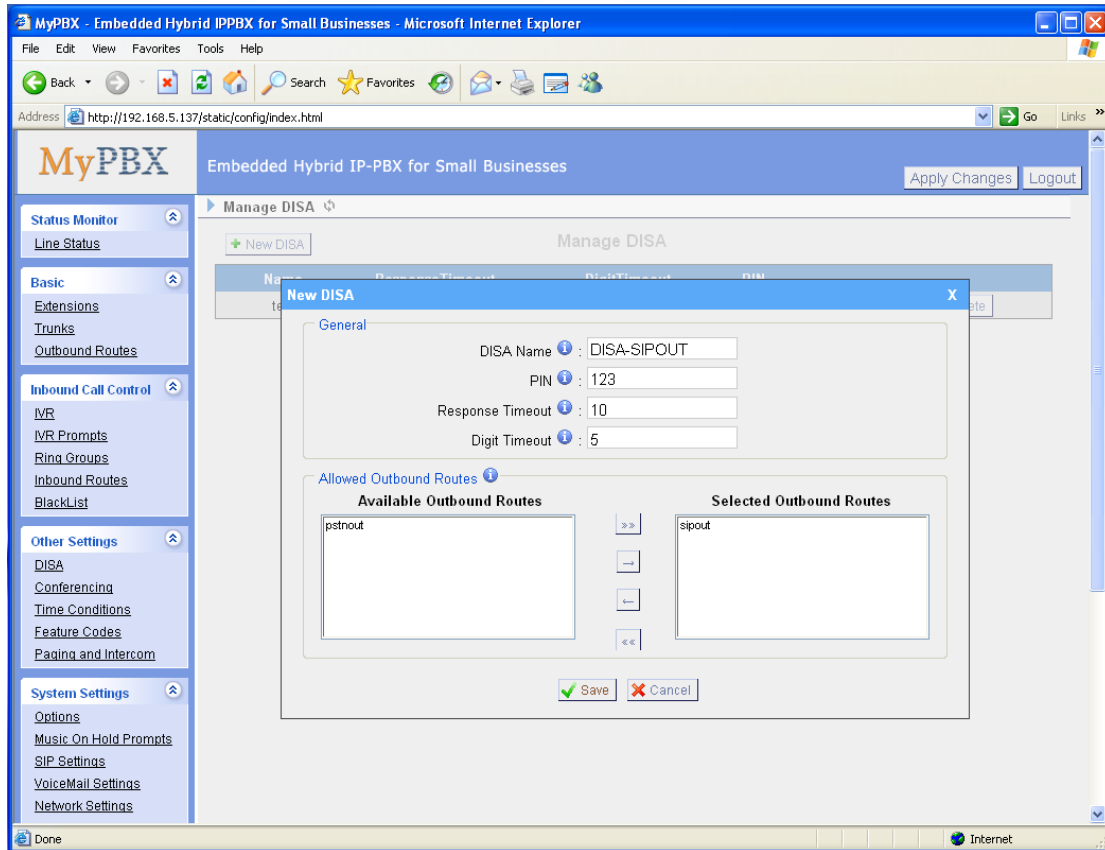 MyPBX - Embedded Hybrid IPPBX for Small Businesses - Microsoft Internet Explorer
File Edit View Favorites Tools Help
Back Search Favorites
Address http://192.168.5.137/static/config/index.html Go Links »
MyPBX
Embedded Hybrid IP-PBX for Small Businesses
Apply Changes Logout
Status Monitor
Line Status
Basic
Extensions
Trunks
Outbound Routes
Inbound Call Control
IVR
IVR Prompts
Ring Groups
Inbound Routes
BlackList
Other Settings
DISA
Conferencing
Time Conditions
Feature Codes
Paging and Intercom
System Settings
Options
Music On Hold Prompts
SIP Settings
VoiceMail Settings
Network Settings
Manage DISA
New DISA
Manage DISA
New DISA X
General
DISA Name : DISA-SIPOUT
PIN : 123
Response Timeout : 10
Digit Timeout : 5
Allowed Outbound Routes
Available Outbound Routes Selected Outbound Routes
pstnout >> sipout
→
←
<<
Save Cancel
Done Internet